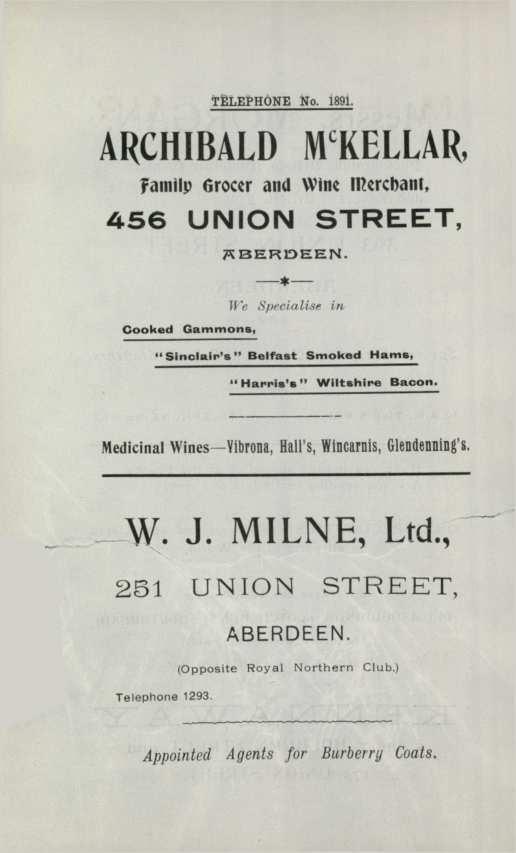 TELEPHONE No. 1891.
ARCHIBALD McKELLAR,
Family Grocer and Wine Merchant,
456 UNION STREET,
ABERDEEN.
We Specialise in
Cooked Gammons,
"Sinclair's" Belfast Smoked Hams,
"Harris's" Wiltshire Bacon.
Medicinal Wines—Vibrona, Hall's, Wincarnis, Glendenning's.
W. J. MILNE, Ltd.,
251 UNION STREET,
ABERDEEN.
(Opposite Royal Northern Club.)
Telephone 1293.
Appointed Agents for Burberry Coats.